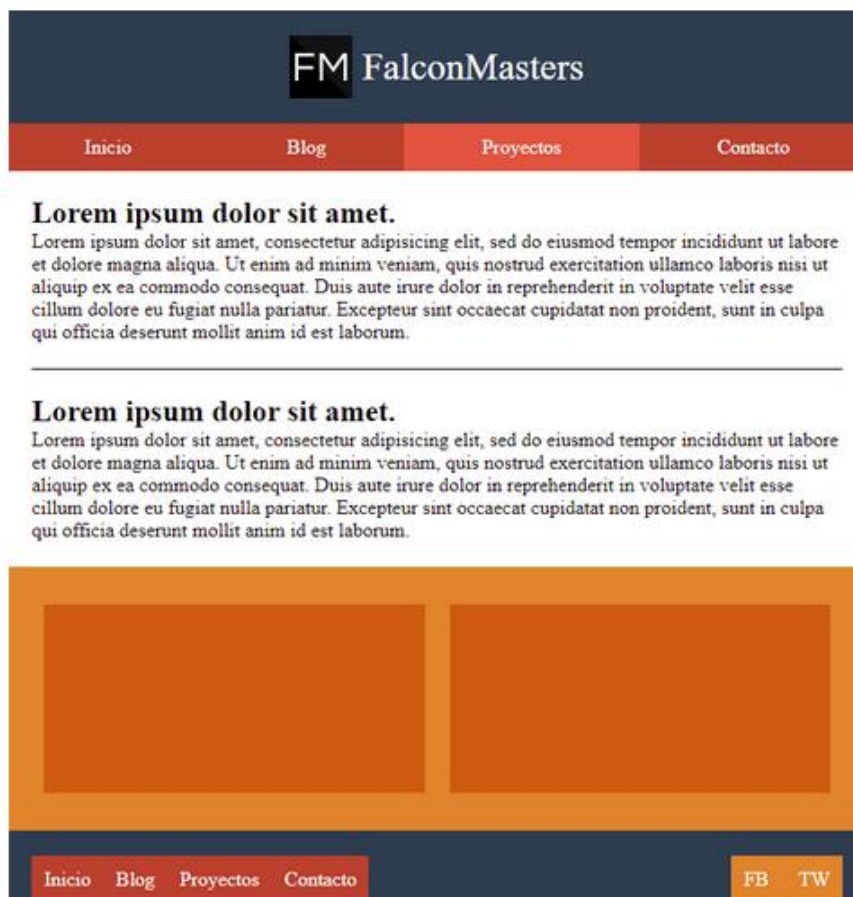 FM FalconMasters
Inicio Blog Proyectos Contacto
Lorem ipsum dolor sit amet.
Lorem ipsum dolor sit amet, consectetur adipisicing elit, sed do eiusmod tempor incididunt ut labore
et dolore magna aliqua. Ut enim ad minim veniam, quis nostrud exercitation ullamco laboris nisi ut
aliquip ex ea commodo consequat. Duis aute irure dolor in reprehenderit in voluptate velit esse
cillum dolore eu fugiat nulla pariatur. Excepteur sint occaecat cupidatat non proident, sunt in culpa
qui officia deserunt mollit anim id est laborum.
Lorem ipsum dolor sit amet.
Lorem ipsum dolor sit amet, consectetur adipisicing elit, sed do eiusmod tempor incididunt ut labore
et dolore magna aliqua. Ut enim ad minim veniam, quis nostrud exercitation ullamco laboris nisi ut
aliquip ex ea commodo consequat. Duis aute irure dolor in reprehenderit in voluptate velit esse
cillum dolore eu fugiat nulla pariatur. Excepteur sint occaecat cupidatat non proident, sunt in culpa
qui officia deserunt mollit anim id est laborum.
Inicio Blog Proyectos Contacto FB TW